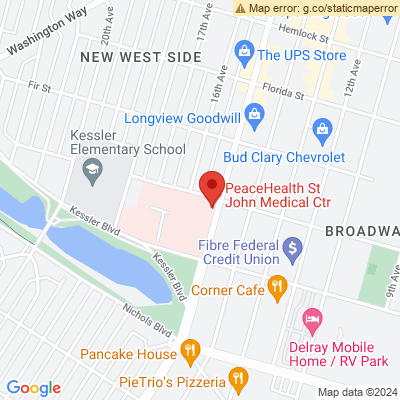 Map error: g.co/staticmaperror
Washington Way
20th Ave
17th Ave
Hemlock St
NEW WEST SIDE
The UPS Store
Fir St
16th Ave
Florida St
12th Ave
Longview Goodwill
Kessler
Elementary School
Bud Clary Chevrolet
PeaceHealth St
John Medical Ctr
Kessler Blvd
BROADWA
Fibre Federal
Credit Union
Kessler Blvd
Corner Cafe
9th Ave
Nichols Blvd
Delray Mobile
Home / RV Park
Pancake House
PieTrio's Pizzeria
Google
Map data ©2024